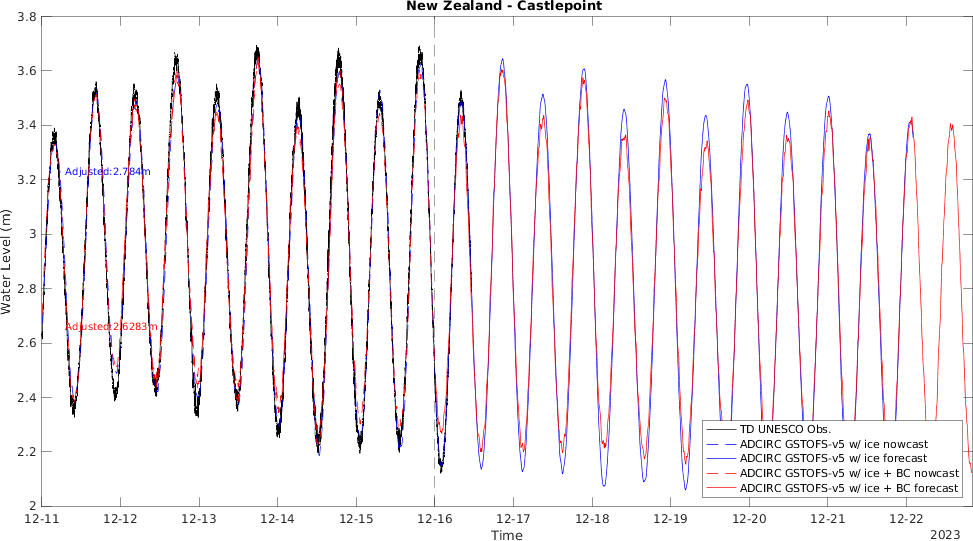 New Zealand - Castlepoint
3.8
3.6
3.4
3.2
3
2.8
2.6
2.4
2.2
2
Water Level (m)
Adjusted:2.784m
Adjusted:2.6283m
TD UNESCO Obs.
ADCIRC GSTOFS-v5 w/ ice nowcast
ADCIRC GSTOFS-v5 w/ ice forecast
ADCIRC GSTOFS-v5 w/ ice + BC nowcast
ADCIRC GSTOFS-v5 w/ ice + BC forecast
12-11 12-12 12-13 12-14 12-15 12-16 12-17 12-18 12-19 12-20 12-21 12-22
Time
2023